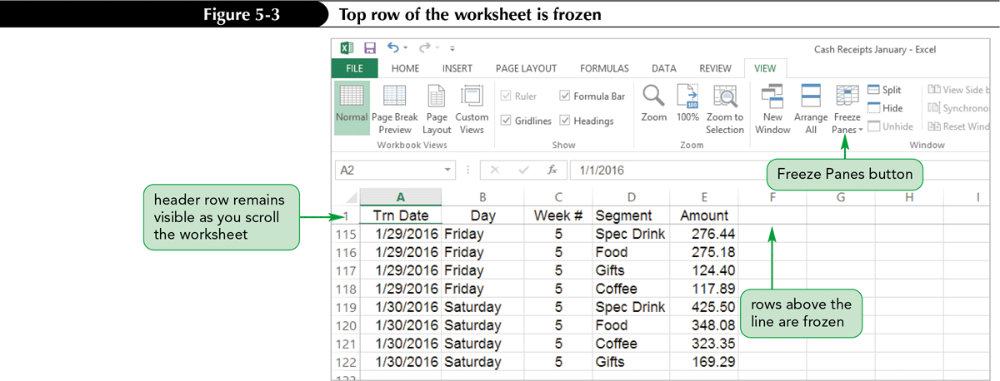 Figure 5-3 Top row of the worksheet is frozen
Cash Receipts January - Excel
FILE HOME INSERT PAGE LAYOUT FORMULAS DATA REVIEW VIEW
Normal Page Break Preview Page Layout Custom Views
Workbook Views
Ruler Formula Bar
Gridlines Headings
Show
Zoom 100% Zoom to Selection
100
Zoom
New Window Arrange All Freeze Panes
Split
Hide
Unhide
View Side b
Synchrono
Reset Wind
Window
Freeze Panes button
A2 fx 1/1/2016
header row remains
visible as you scroll
the worksheet
A B C D E F G H I
1 Trn Date Day Week # Segment Amount
115 1/29/2016 Friday 5 Spec Drink 276.44
116 1/29/2016 Friday 5 Food 275.18
117 1/29/2016 Friday 5 Gifts 124.40
118 1/29/2016 Friday 5 Coffee 117.89
119 1/30/2016 Saturday 5 Spec Drink 425.50
120 1/30/2016 Saturday 5 Food 348.08
121 1/30/2016 Saturday 5 Coffee 323.35
122 1/30/2016 Saturday 5 Gifts 169.29
rows above the
line are frozen